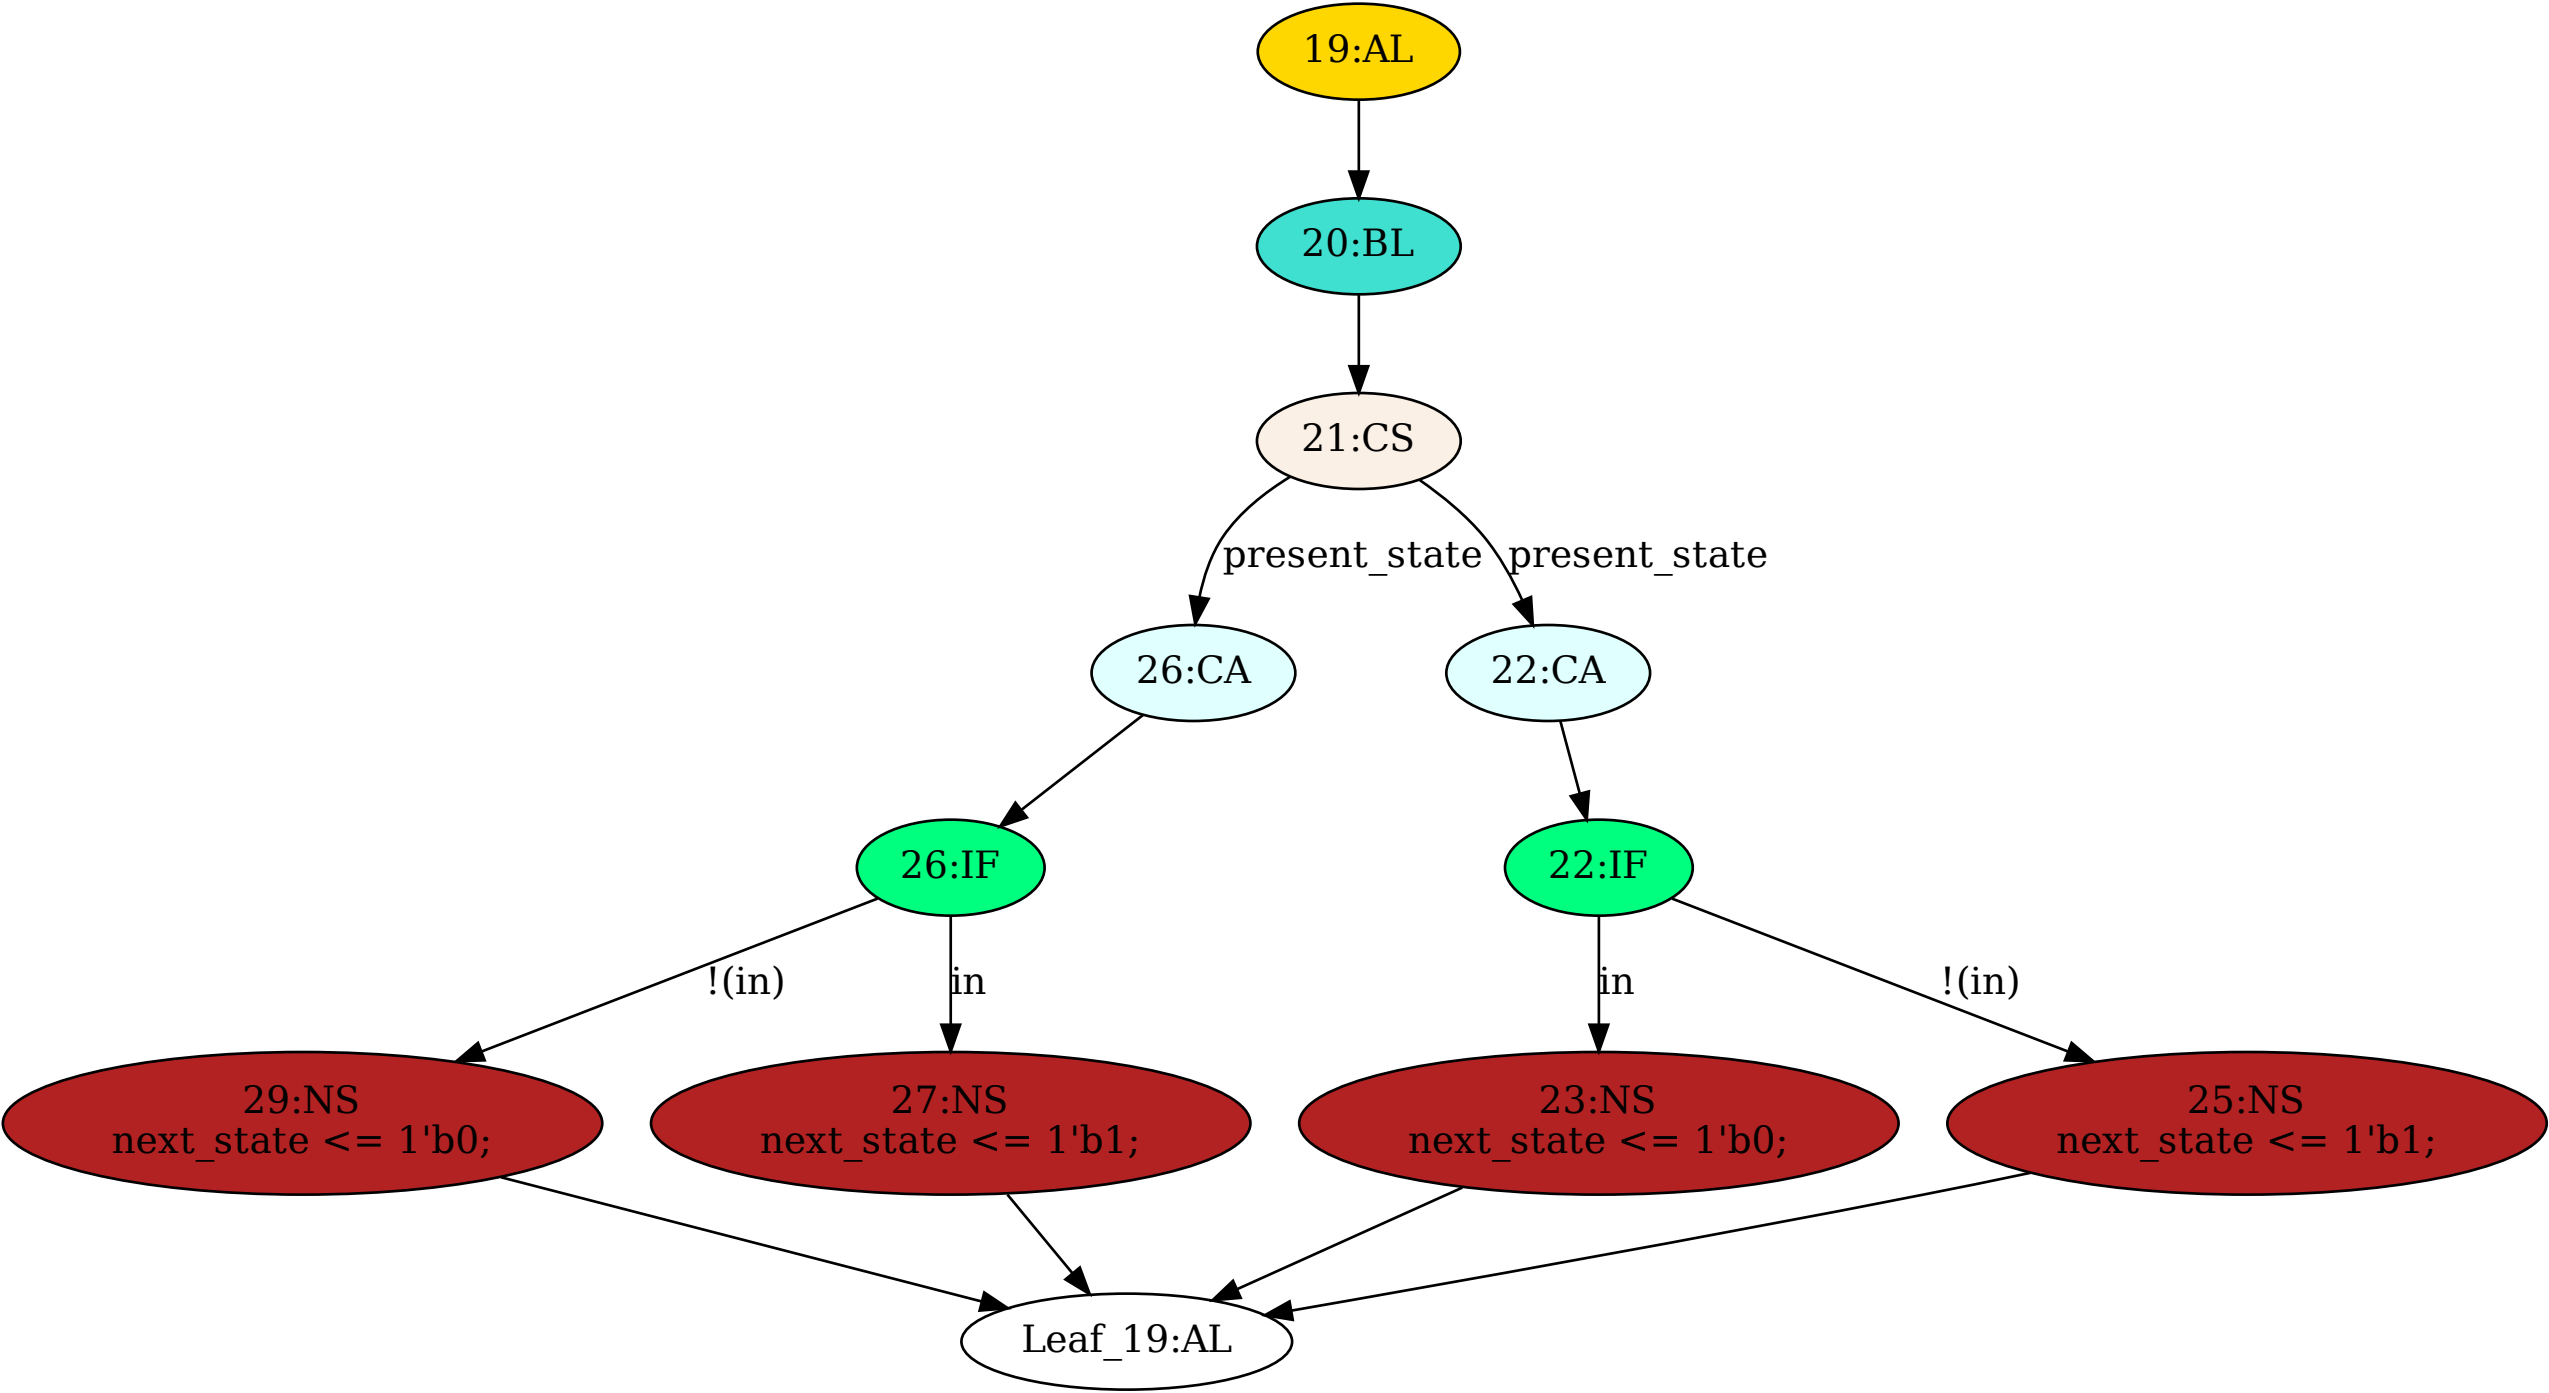 19:AL
20:BL
21:CS
present_state
present_state
26:CA
22:CA
26:IF
22:IF
!(in)
in
in
!(in)
29:NS
next_state <= 1'b0;
27:NS
next_state <= 1'b1;
23:NS
next_state <= 1'b0;
25:NS
next_state <= 1'b1;
Leaf_19:AL